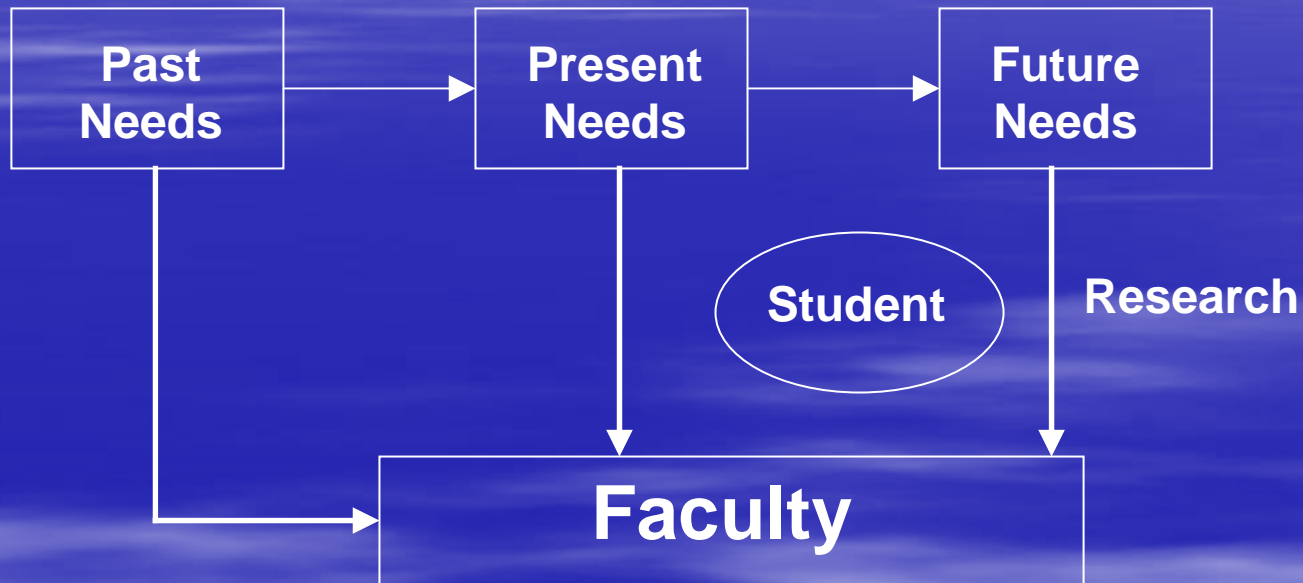 Past
Needs
Present
Needs
Future
Needs
Student
Research
Faculty